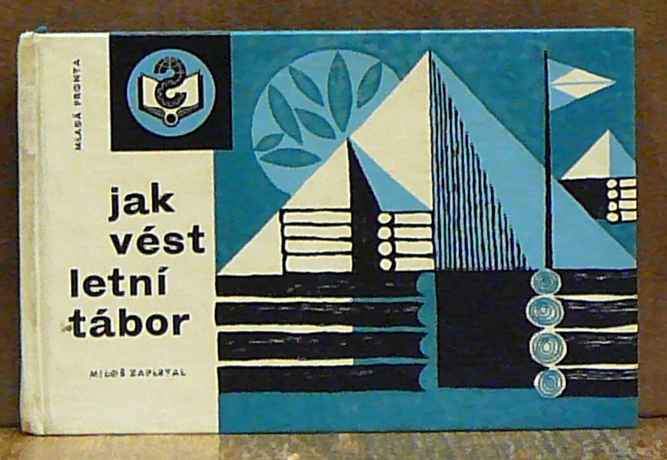 MLADÁ FRONTA
jak
vést
letní
tábor
MILOŠ ZAPLETAL